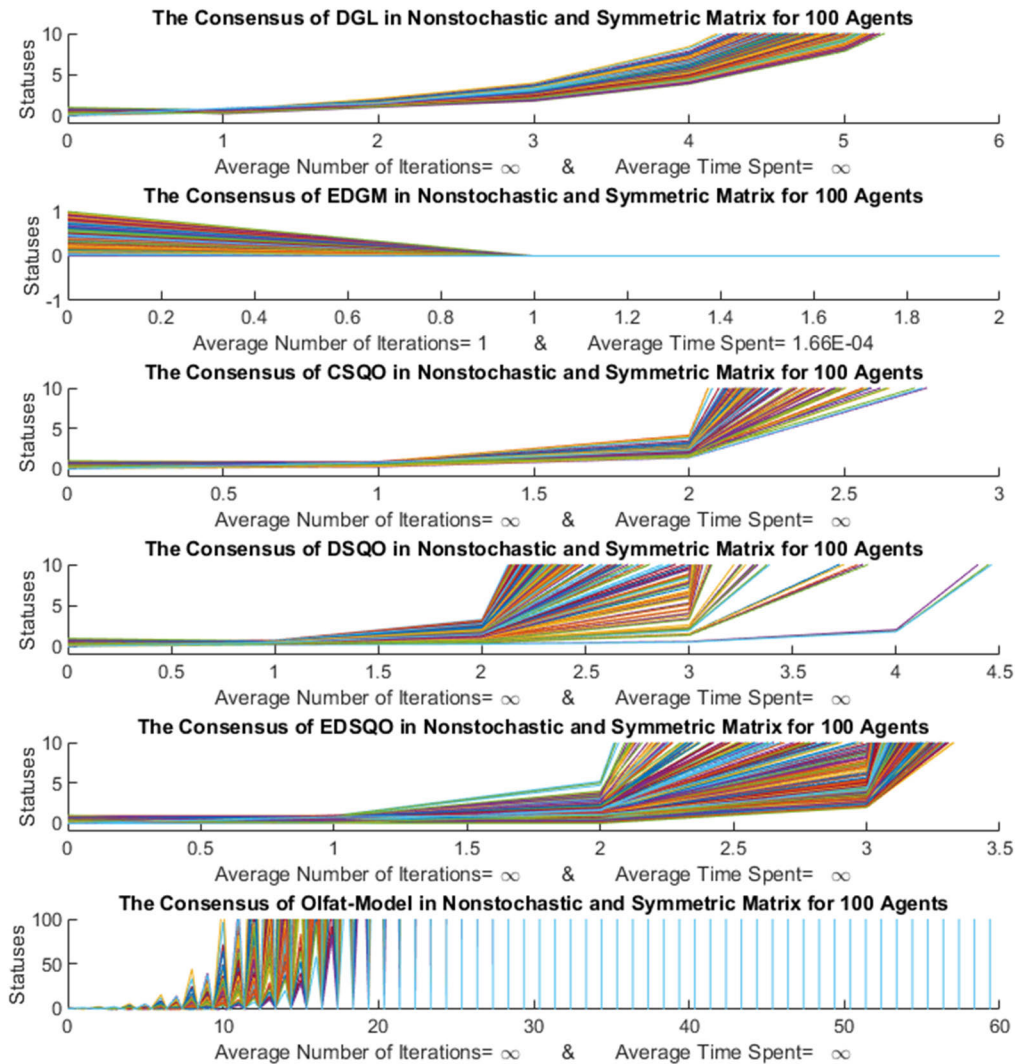 The Consensus of DGL in Nonstochastic and Symmetric Matrix for 100 Agents
10
5
0
Statuses
0 1 2 3 4 5 6
Average Number of Iterations= ∞ & Average Time Spent= ∞
The Consensus of EDGM in Nonstochastic and Symmetric Matrix for 100 Agents
1
0
-1
Statuses
0 0.2 0.4 0.6 0.8 1 1.2 1.4 1.6 1.8 2
Average Number of Iterations= 1 & Average Time Spent= 1.66E-04
The Consensus of CSQO in Nonstochastic and Symmetric Matrix for 100 Agents
10
5
0
Statuses
0 0.5 1 1.5 2 2.5 3
Average Number of Iterations= ∞ & Average Time Spent= ∞
The Consensus of DSQO in Nonstochastic and Symmetric Matrix for 100 Agents
10
5
0
Statuses
0 0.5 1 1.5 2 2.5 3 3.5 4 4.5
Average Number of Iterations= ∞ & Average Time Spent= ∞
The Consensus of EDSQO in Nonstochastic and Symmetric Matrix for 100 Agents
10
5
0
Statuses
0 0.5 1 1.5 2 2.5 3 3.5
Average Number of Iterations= ∞ & Average Time Spent= ∞
The Consensus of Olfat-Model in Nonstochastic and Symmetric Matrix for 100 Agents
100
50
0
Statuses
0 10 20 30 40 50 60
Average Number of Iterations= ∞ & Average Time Spent= ∞